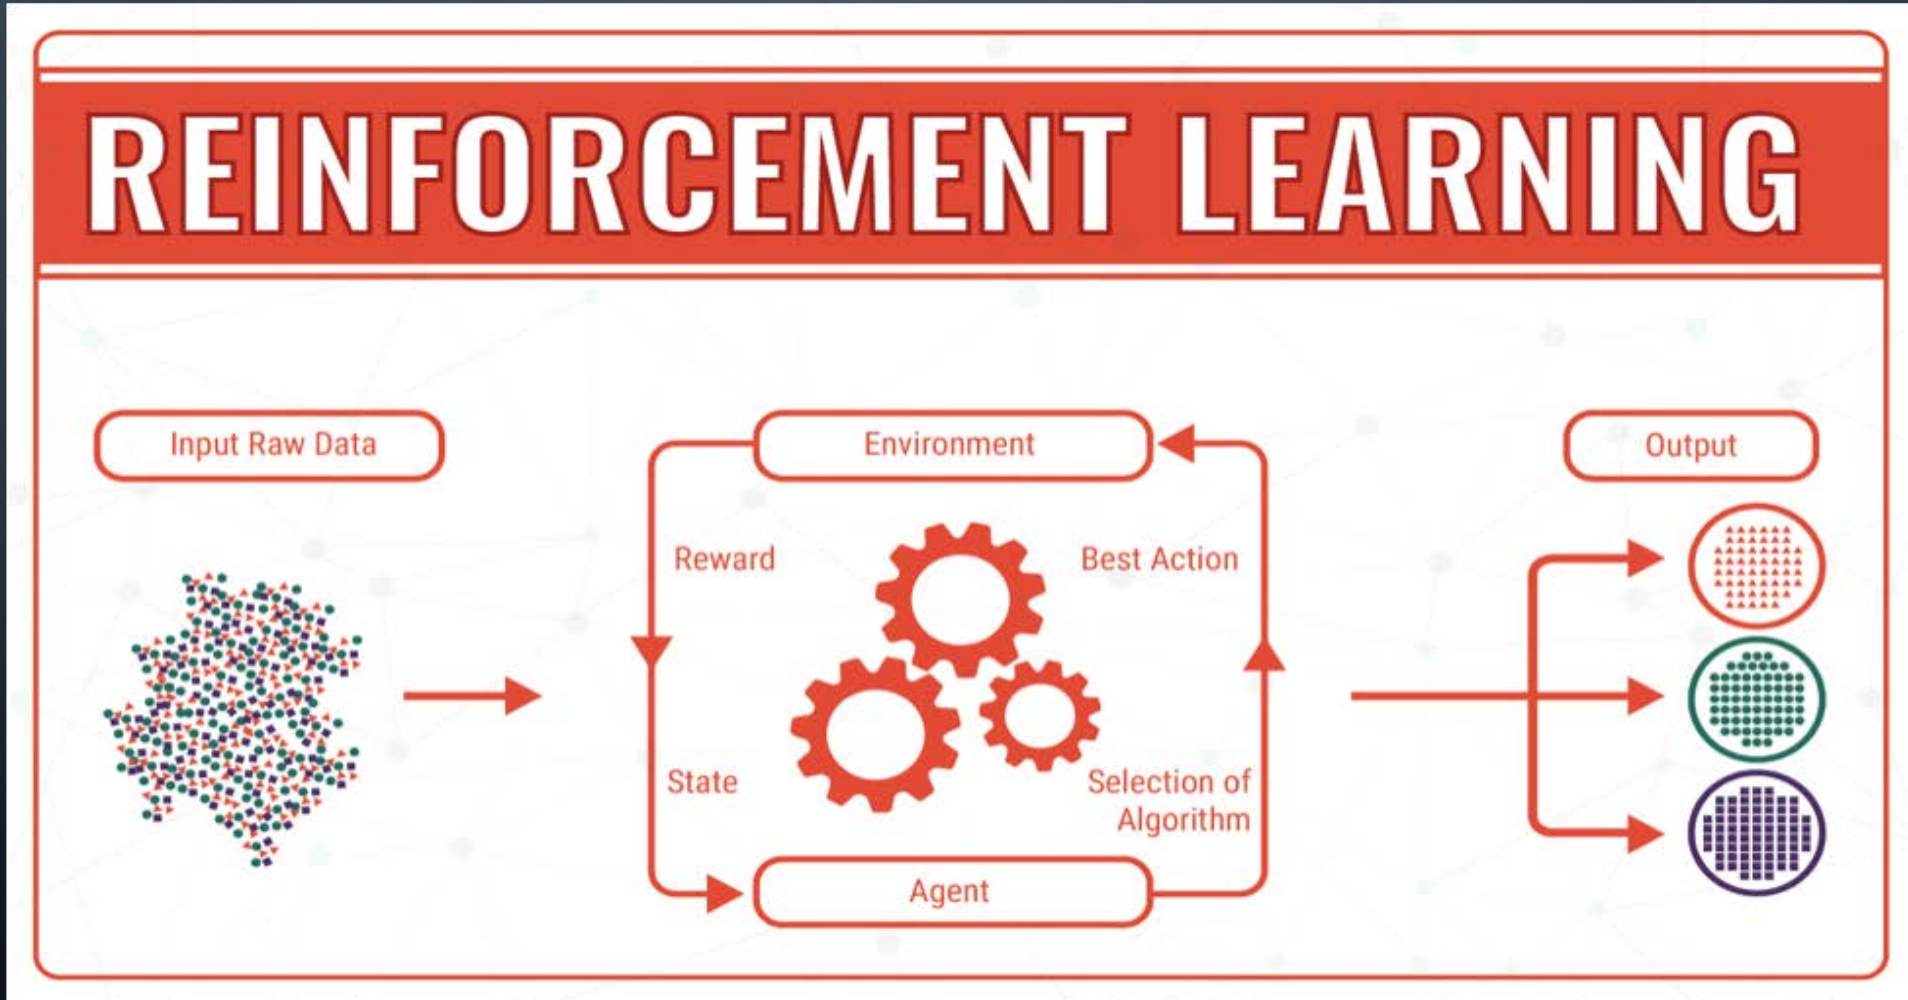 REINFORCEMENT LEARNING
Input Raw Data
Environment
Output
Reward
Best Action
State
Selection of
Algorithm
Agent